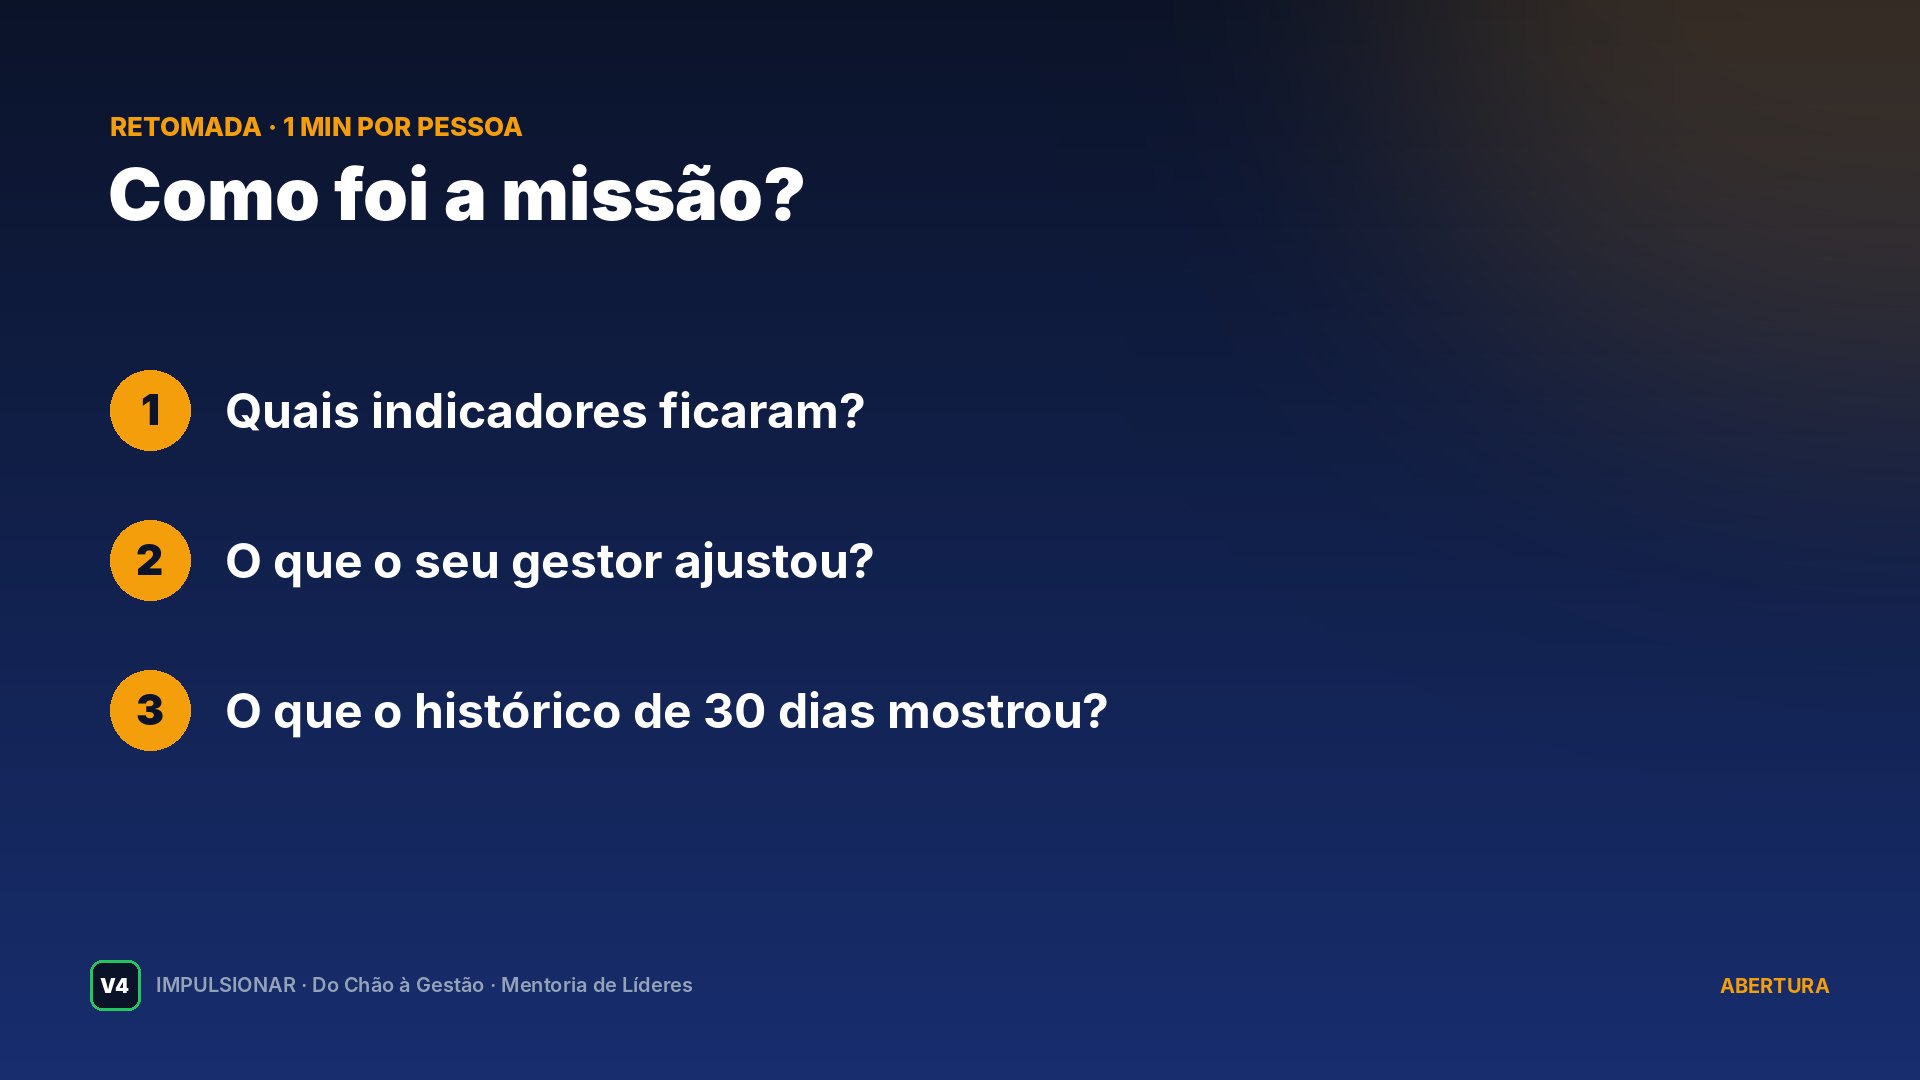 RETOMADA · 1 MIN POR PESSOA
Como foi a missão?
1 Quais indicadores ficaram?
2 O que o seu gestor ajustou?
3 O que o histórico de 30 dias mostrou?
V4 IMPULSIONAR · Do Chão à Gestão · Mentoria de Líderes
ABERTURA